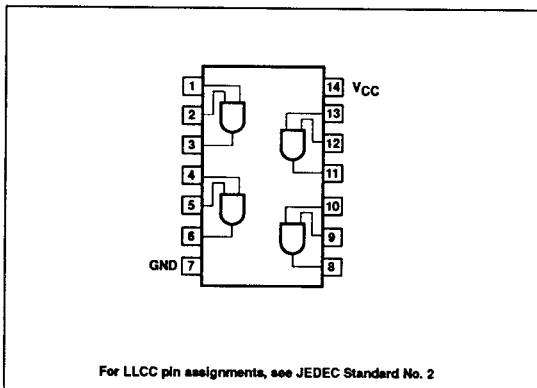 1 14 VCC
2 13
3 12
4 11
5 10
6 9
GND 7 8
For LLCC pin assignments, see JEDEC Standard No. 2